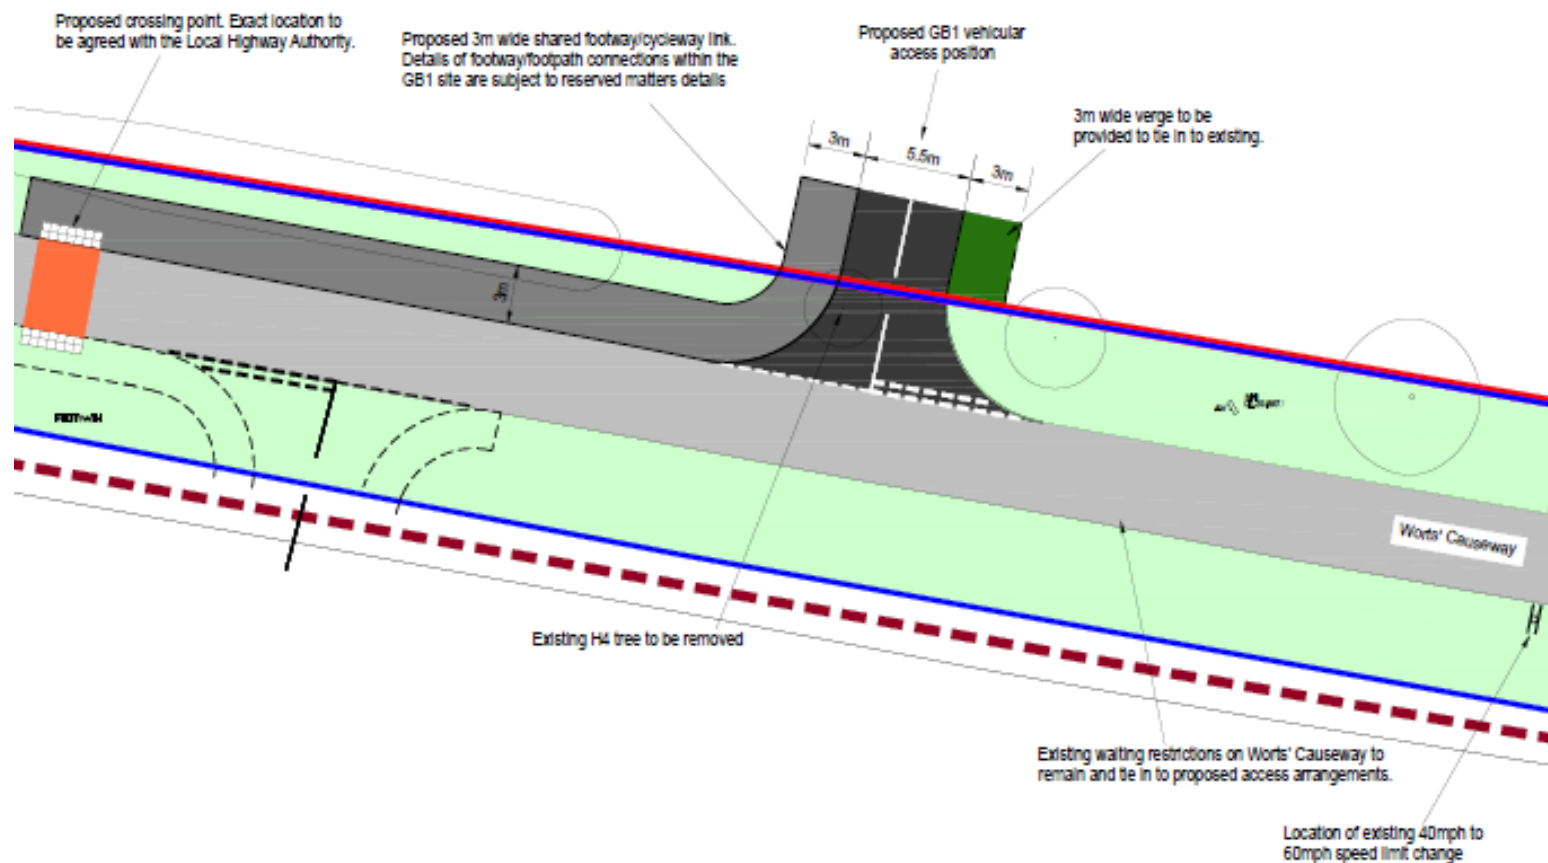 Proposed crossing point. Exact location to
be agreed with the Local Highway Authority.
Proposed 3m wide shared footway/cycleway link.
Details of footway/footpath connections within the
GB1 site are subject to reserved matters details
Proposed GB1 vehicular
access position
3m wide verge to be
provided to tie in to existing.
3m
5.5m
3m
3m
Worts' Causeway
Existing H4 tree to be removed
Existing waiting restrictions on Worts' Causeway to
remain and tie in to proposed access arrangements.
Location of existing 40mph to
60mph speed limit change